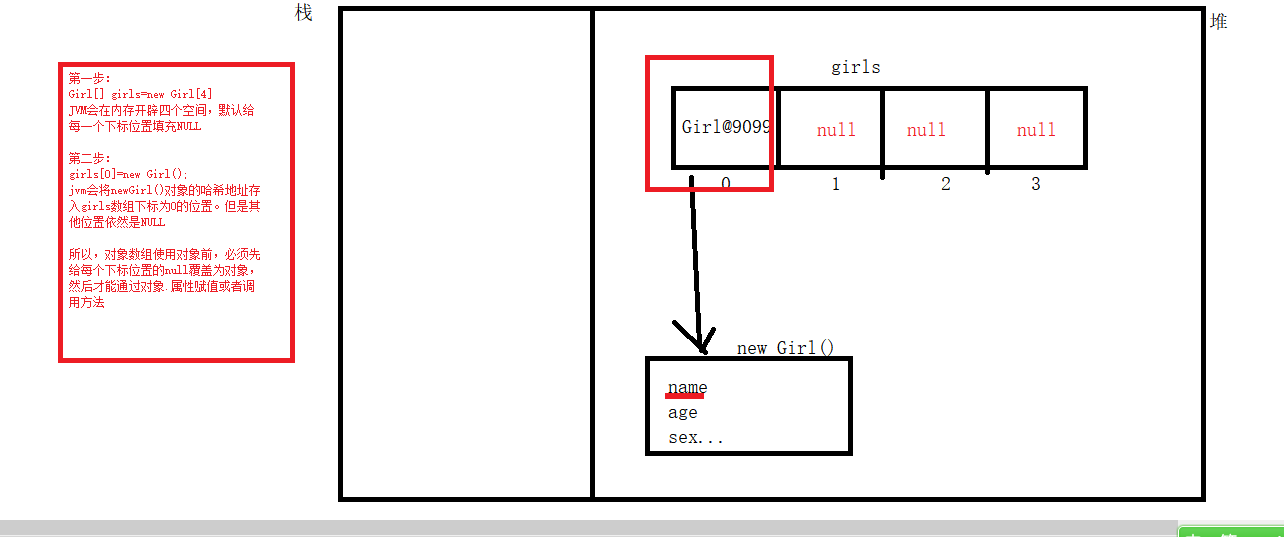 栈
堆
第一步：
Girl[] girls=new Girl[4]
JVM会在内存开辟四个空间，默认给
每一个下标位置填充NULL
第二步：
girls[0]=new Girl();
jvm会将newGirl()对象的哈希地址存
入girls数组下标为0的位置。但是其
他位置依然是NULL
所以，对象数组使用对象前，必须先
给每个下标位置的null覆盖为对象，
然后才能通过对象.属性赋值或者调
用方法
girls
Girl@9099 null null null
0 1 2 3
new Girl()
name
age
sex...